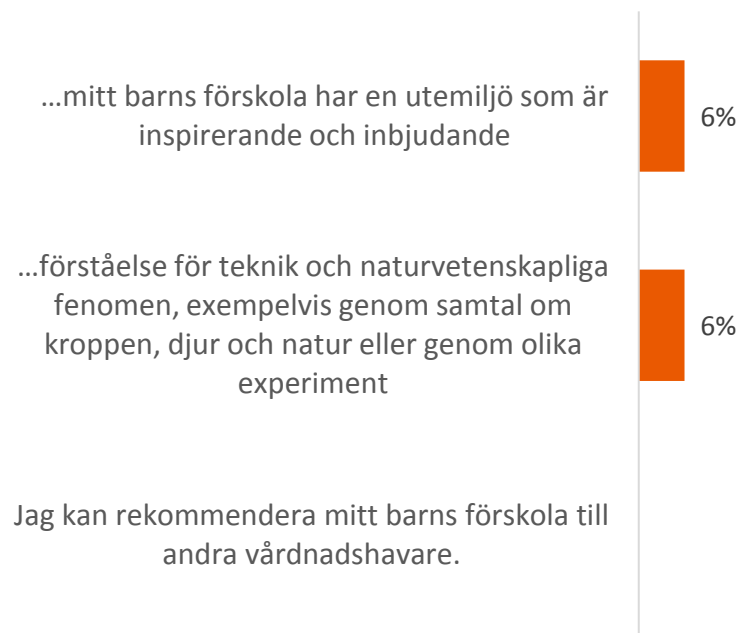 ...mitt barns förskola har en utemiljö som är
inspirerande och inbjudande
6%
...förståelse för teknik och naturvetenskapliga
fenomen, exempelvis genom samtal om
kroppen, djur och natur eller genom olika
experiment
6%
Jag kan rekommendera mitt barns förskola till
andra vårdnadshavare.